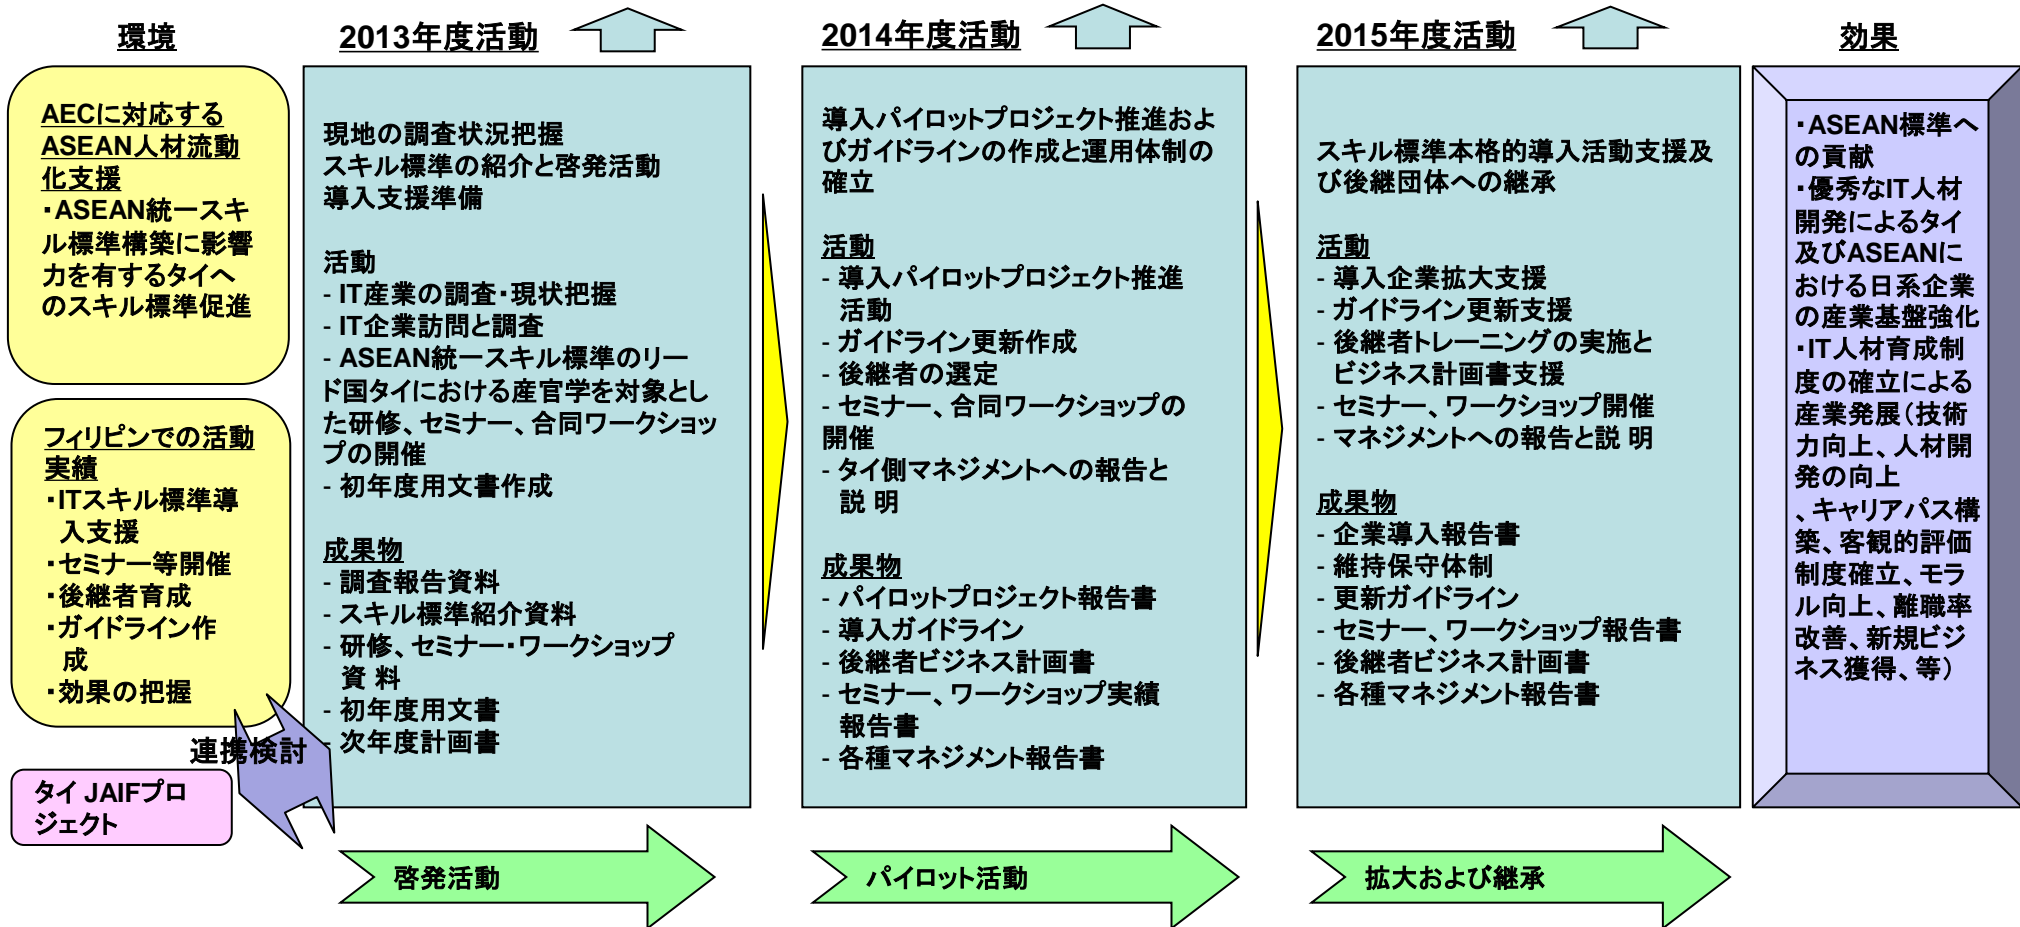 環境
AECに対応する
ASEAN人材流動
化支援
・ASEAN統一スキ
ル標準構築に影響
力を有するタイへ
のスキル標準促進
フィリピンでの活動
実績
・ITスキル標準導
入支援
・セミナー等開催
・後継者育成
・ガイドライン作
成
・効果の把握
連携検討
タイ JAIFプロ
ジェクト
2013年度活動
現地の調査状況把握
スキル標準の紹介と啓発活動
導入支援準備
活動
- IT産業の調査・現状把握
- IT企業訪問と調査
- ASEAN統一スキル標準のリー
ド国タイにおける産官学を対象とし
た研修、セミナー、合同ワークショッ
プの開催
- 初年度用文書作成
成果物
- 調査報告資料
- スキル標準紹介資料
- 研修、セミナー・ワークショップ
資 料
- 初年度用文書
- 次年度計画書
啓発活動
2014年度活動
導入パイロットプロジェクト推進およ
びガイドラインの作成と運用体制の
確立
活動
- 導入パイロットプロジェクト推進
活動
- ガイドライン更新作成
- 後継者の選定
- セミナー、合同ワークショップの
開催
- タイ側マネジメントへの報告と
説 明
成果物
- パイロットプロジェクト報告書
- 導入ガイドライン
- 後継者ビジネス計画書
- セミナー、ワークショップ実績
報告書
- 各種マネジメント報告書
パイロット活動
2015年度活動
スキル標準本格的導入活動支援及
び後継団体への継承
活動
- 導入企業拡大支援
- ガイドライン更新支援
- 後継者トレーニングの実施と
ビジネス計画書支援
- セミナー、ワークショップ開催
- マネジメントへの報告と説 明
成果物
- 企業導入報告書
- 維持保守体制
- 更新ガイドライン
- セミナー、ワークショップ報告書
- 後継者ビジネス計画書
- 各種マネジメント報告書
拡大および継承
効果
・ASEAN標準へ
の貢献
・優秀なIT人材
開発によるタイ
及びASEANに
おける日系企業
の産業基盤強化
・IT人材育成制
度の確立による
産業発展（技術
力向上、人材開
発の向上
、キャリアパス構
築、客観的評価
制度確立、モラ
ル向上、離職率
改善、新規ビジ
ネス獲得、等）